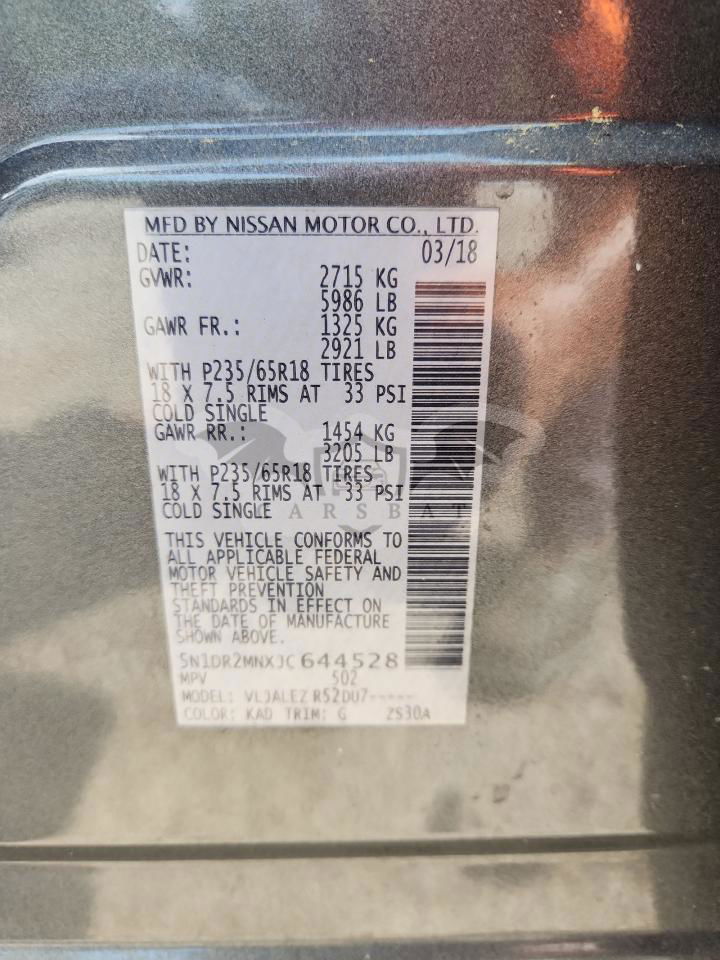 MFD BY NISSAN MOTOR CO., LTD.
DATE: 03/18
GVWR: 2715 KG
5986 LB
GAWR FR.: 1325 KG
2921 LB
WITH P235/65R18 TIRES
18 X 7.5 RIMS AT 33 PSI
COLD SINGLE
GAWR RR.: 1454 KG
3205 LB
WITH P235/65R18 TIRES
18 X 7.5 RIMS AT 33 PSI
COLD SINGLE
CARSBAT
THIS VEHICLE CONFORMS TO
ALL APPLICABLE FEDERAL
MOTOR VEHICLE SAFETY AND
THEFT PREVENTION
STANDARDS IN EFFECT ON
THE DATE OF MANUFACTURE
SHOWN ABOVE.
5N1DR2MNXJC644528
MPV 502
MODEL: VLJALEZ R52DU7-----
COLOR: KAD TRIM: G ZS30A